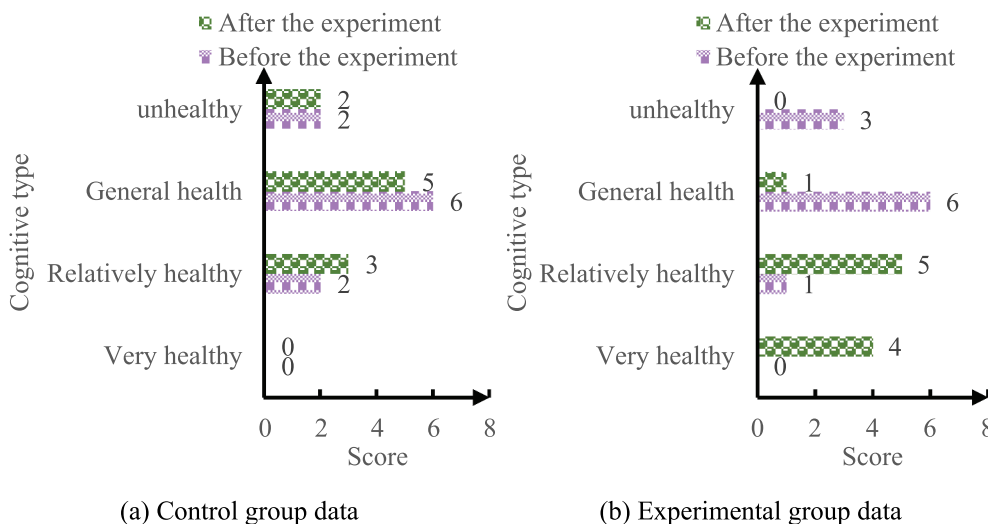 After the experiment
Before the experiment
unhealthy
General health
Relatively healthy
Very healthy
Cognitive type
2
2
5
6
3
2
0
0
0 2 4 6 8
Score
(a) Control group data
After the experiment
Before the experiment
unhealthy
General health
Relatively healthy
Very healthy
Cognitive type
0
3
1
6
5
1
4
0
0 2 4 6 8
Score
(b) Experimental group data